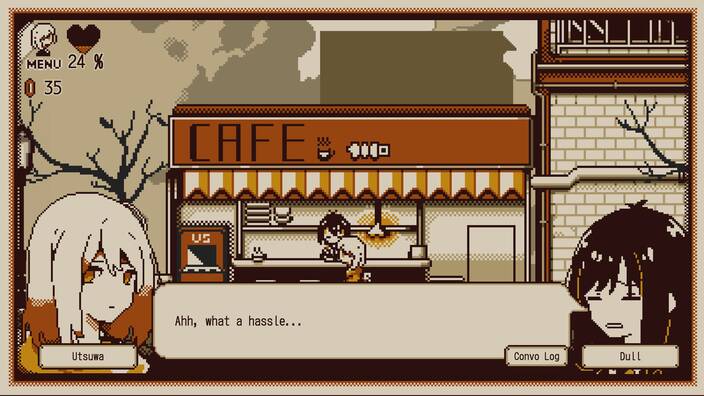 MENU 24 %
35
CAFE
US
Ahh, what a hassle...
Utsuwa
Convo Log
Dull